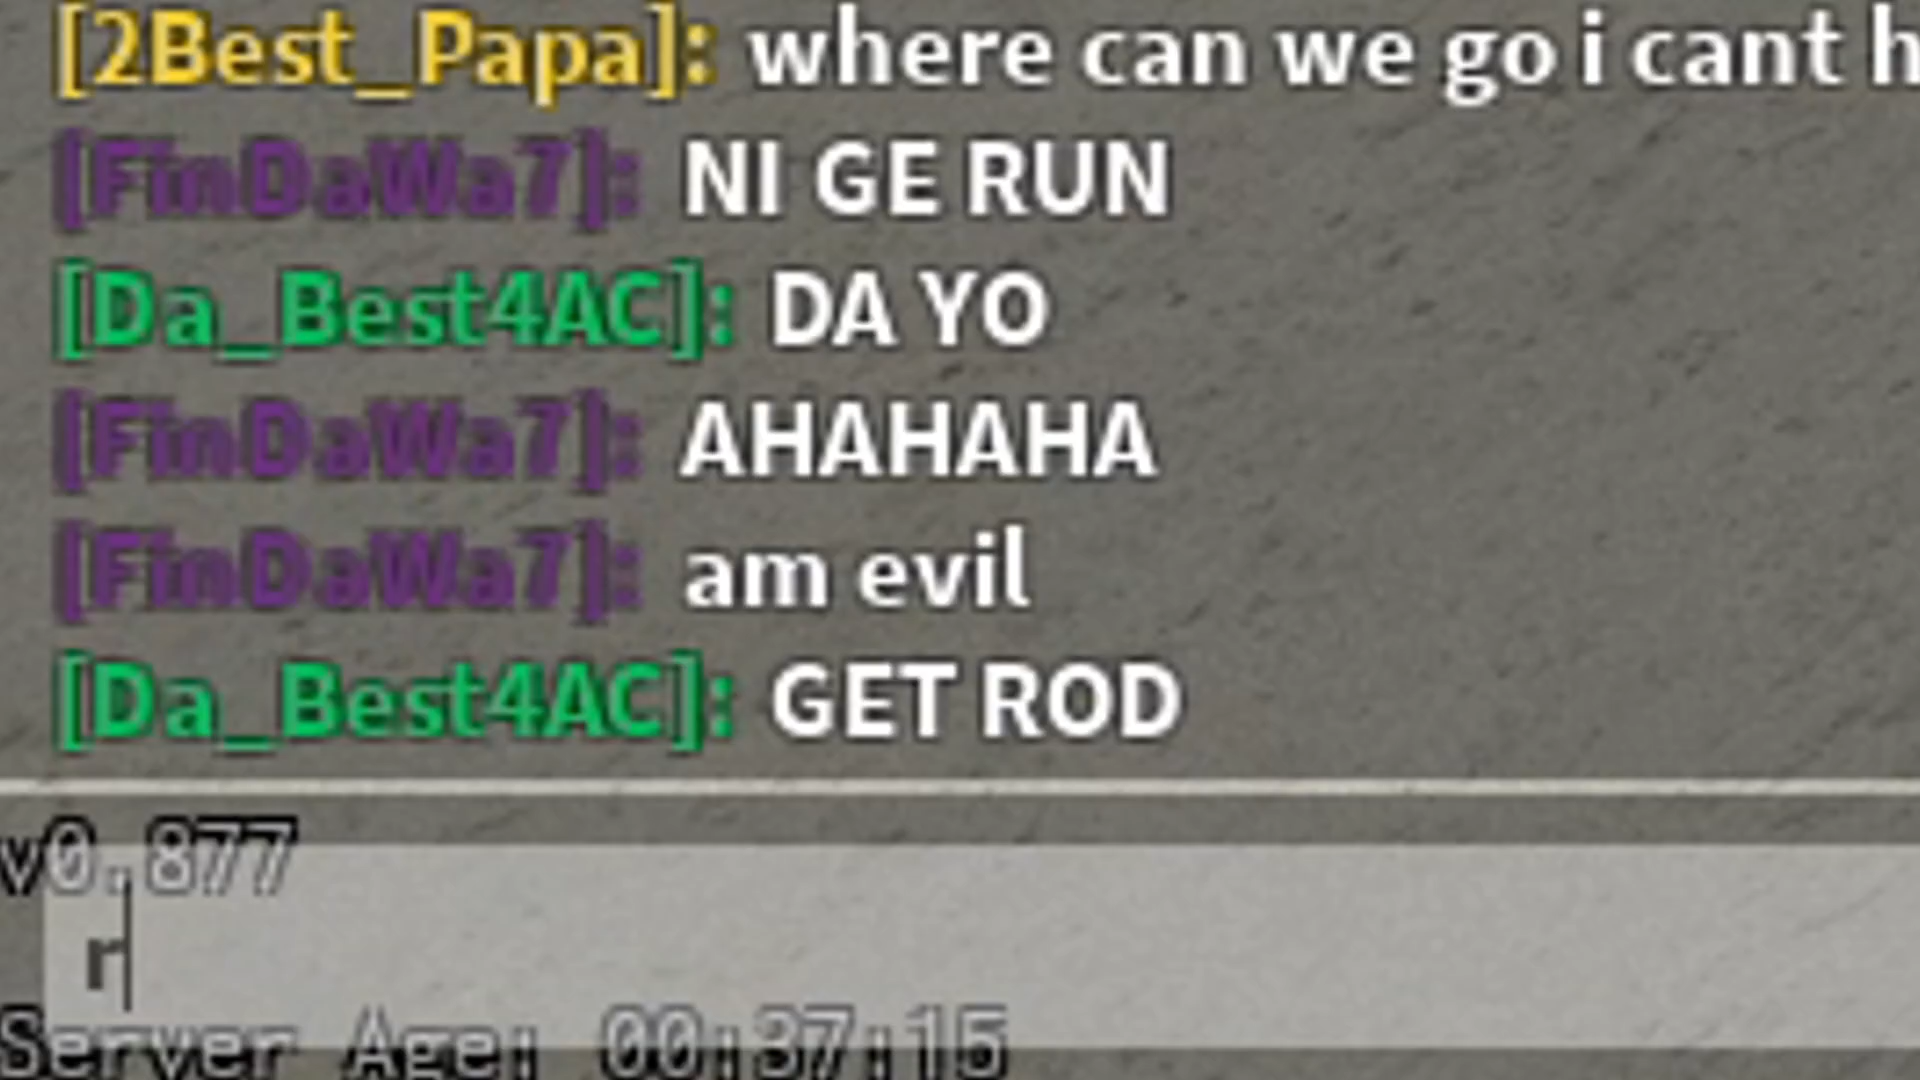 [2Best_Papa]: where can we go i cant h
[FinDaWa7]: NI GE RUN
[Da_Best4AC]: DA YO
[FinDaWa7]: AHAHAHA
[FinDaWa7]: am evil
[Da_Best4AC]: GET ROD
v0.877
r
Server Age: 00:37:15